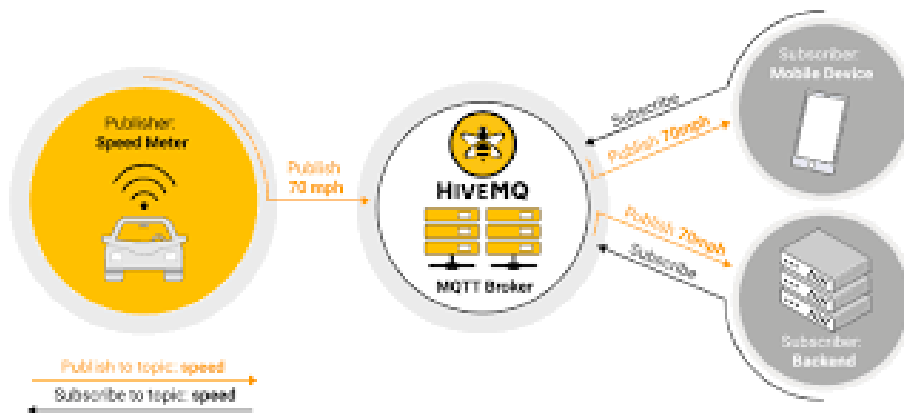 Publisher:
Speed Meter
Publish
70 mph
HIVEMQ
MQTT Broker
Subscribe
Publish 70mph
Subscriber:
Mobile Device
Publish 70mph
Subscribe
Subscriber:
Backend
Publish to topic: speed
Subscribe to topic: speed